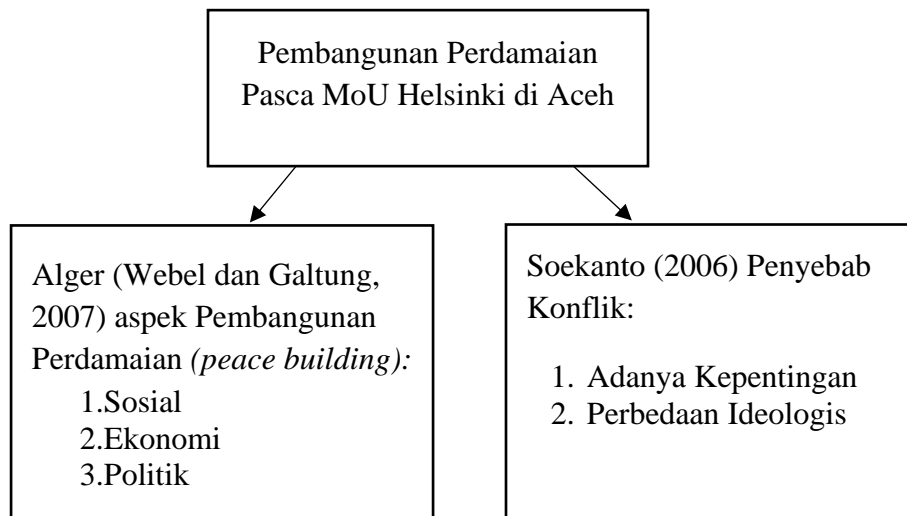 Pembangunan Perdamaian
Pasca MoU Helsinki di Aceh
Alger (Webel dan Galtung,
2007) aspek Pembangunan
Perdamaian (peace building):
1.Sosial
2.Ekonomi
3.Politik
Soekanto (2006) Penyebab
Konflik:
1. Adanya Kepentingan
2. Perbedaan Ideologis